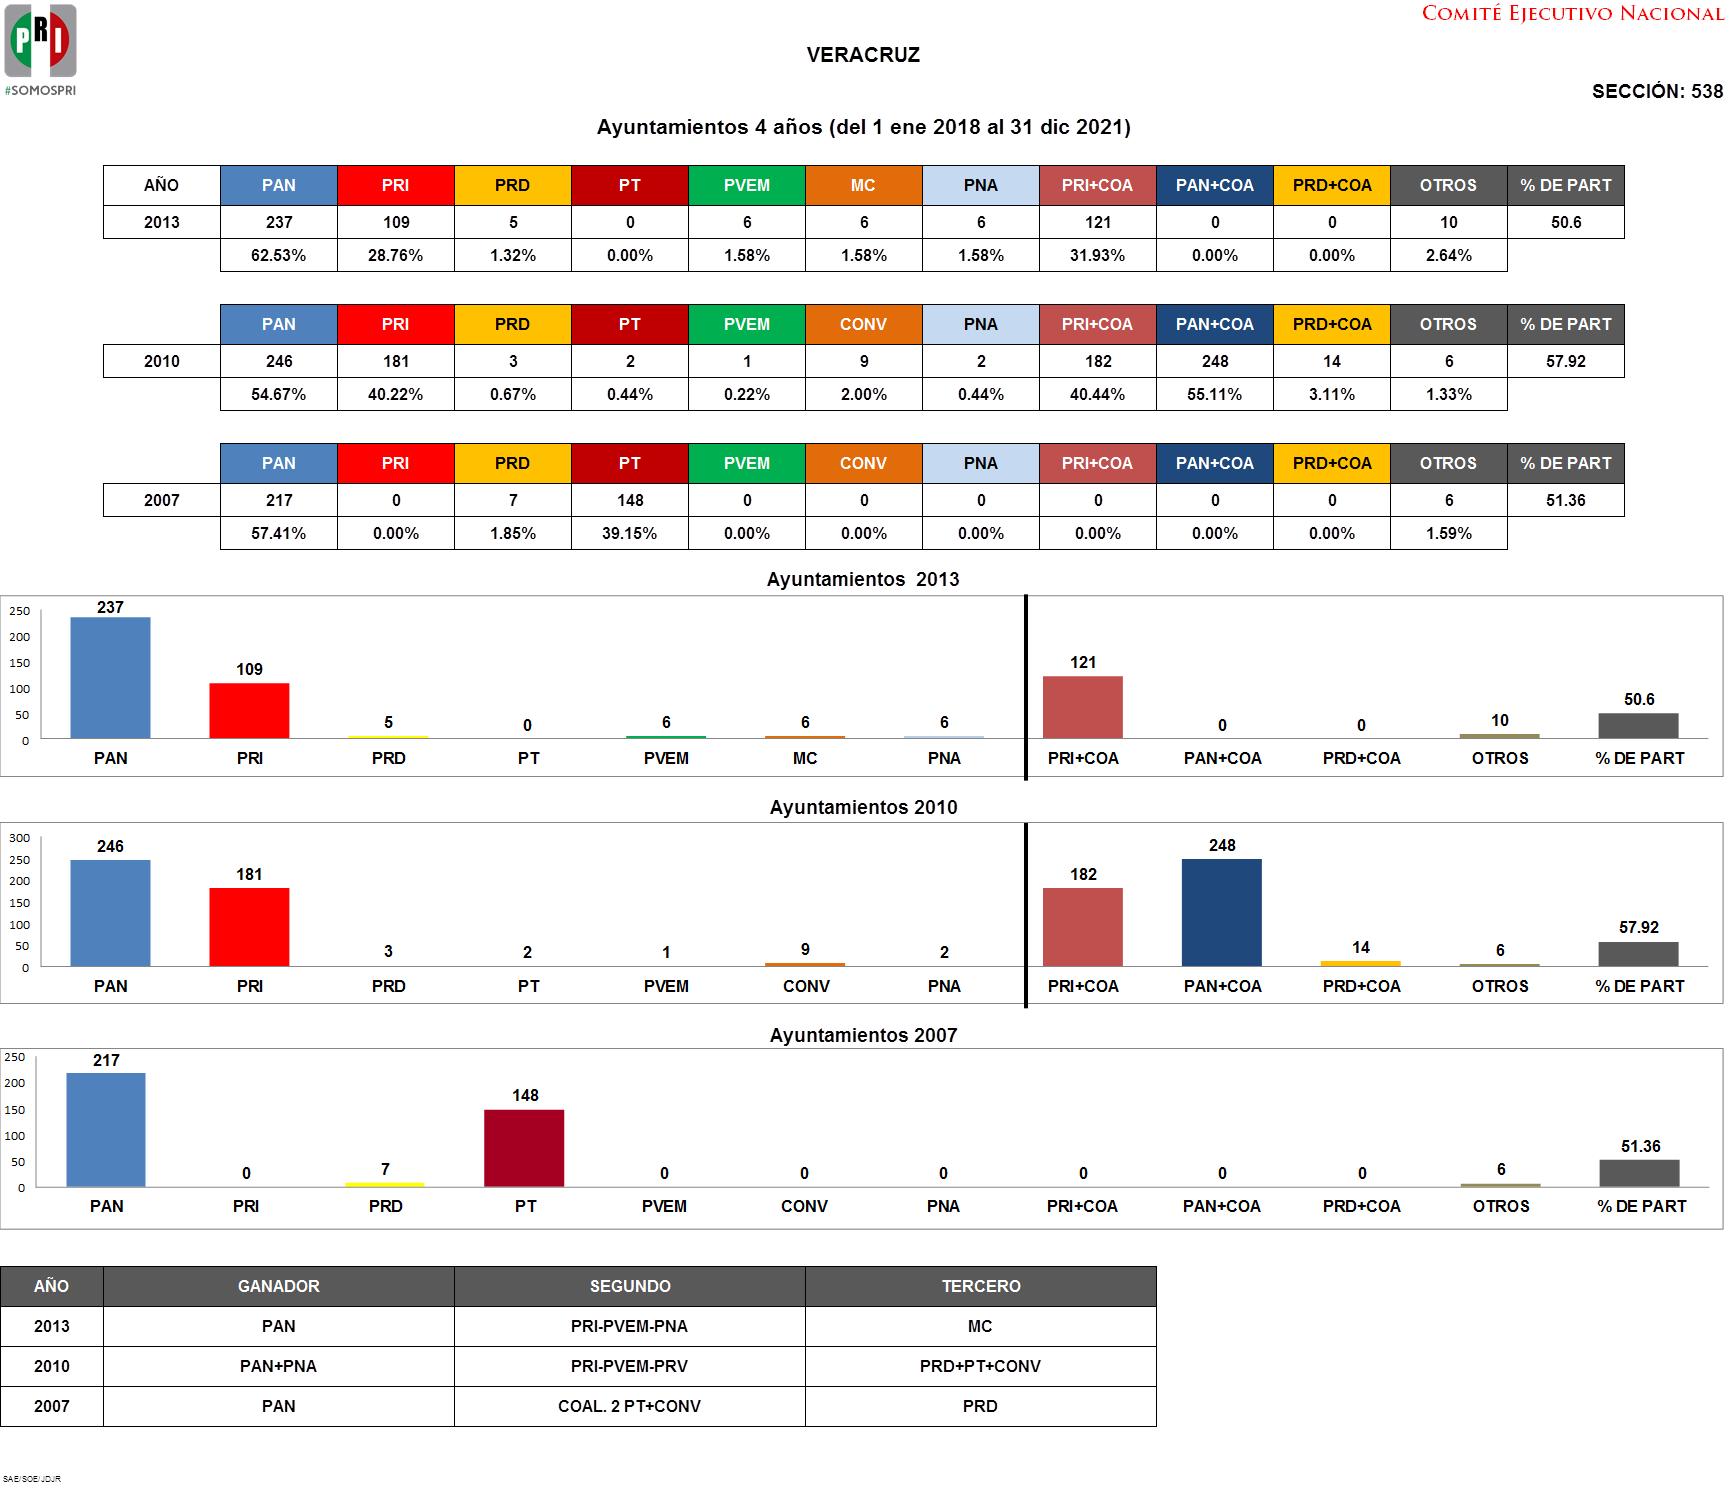 PRI
#SOMOSPRI
COMITÉ EJECUTIVO NACIONAL
VERACRUZ
SECCIÓN: 538
Ayuntamientos 4 años (del 1 ene 2018 al 31 dic 2021)
AÑO PAN PRI PRD PT PVEM MC PNA PRI+COA PAN+COA PRD+COA OTROS % DE PART
2013 237 109 5 0 6 6 6 121 0 0 10 50.6
62.53% 28.76% 1.32% 0.00% 1.58% 1.58% 1.58% 31.93% 0.00% 0.00% 2.64%
PAN PRI PRD PT PVEM CONV PNA PRI+COA PAN+COA PRD+COA OTROS % DE PART
2010 246 181 3 2 1 9 2 182 248 14 6 57.92
54.67% 40.22% 0.67% 0.44% 0.22% 2.00% 0.44% 40.44% 55.11% 3.11% 1.33%
PAN PRI PRD PT PVEM CONV PNA PRI+COA PAN+COA PRD+COA OTROS % DE PART
2007 217 0 7 148 0 0 0 0 0 0 6 51.36
57.41% 0.00% 1.85% 39.15% 0.00% 0.00% 0.00% 0.00% 0.00% 0.00% 1.59%
Ayuntamientos 2013
250
200
150
100
50
0
237 109 5 0 6 6 6 121 0 0 10 50.6
PAN PRI PRD PT PVEM MC PNA PRI+COA PAN+COA PRD+COA OTROS % DE PART
Ayuntamientos 2010
300
250
200
150
100
50
0
246 181 3 2 1 9 2 182 248 14 6 57.92
PAN PRI PRD PT PVEM CONV PNA PRI+COA PAN+COA PRD+COA OTROS % DE PART
Ayuntamientos 2007
250
200
150
100
50
0
217 0 7 148 0 0 0 0 0 0 6 51.36
PAN PRI PRD PT PVEM CONV PNA PRI+COA PAN+COA PRD+COA OTROS % DE PART
AÑO GANADOR SEGUNDO TERCERO
2013 PAN PRI-PVEM-PNA MC
2010 PAN+PNA PRI-PVEM-PRV PRD+PT+CONV
2007 PAN COAL. 2 PT+CONV PRD
SAE/SOE/JDJR